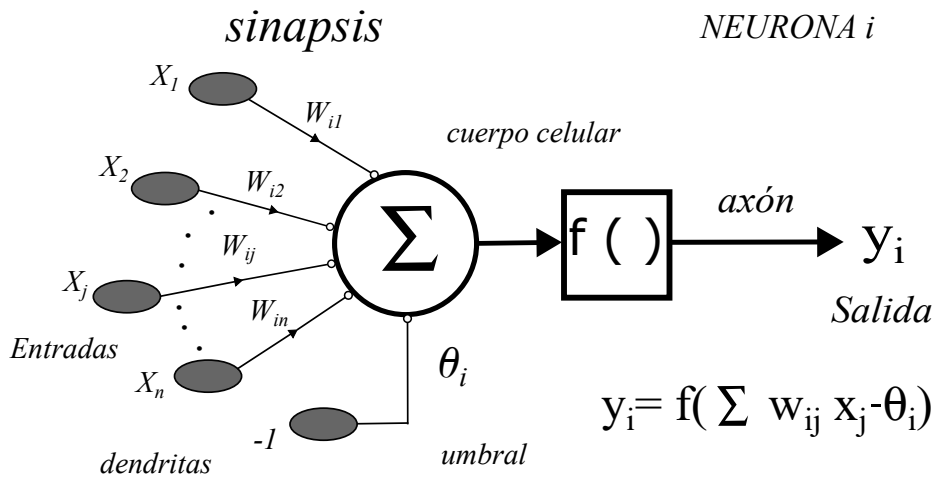 sinapsis
NEURONA i
X1
Wi1
cuerpo celular
X2
Wi2
axón
Σ
f ( )
yi
Wij
Xj
Salida
Win
Entradas
θi
Xn
yi= f( Σ wij xj-θi)
-1
dendritas
umbral